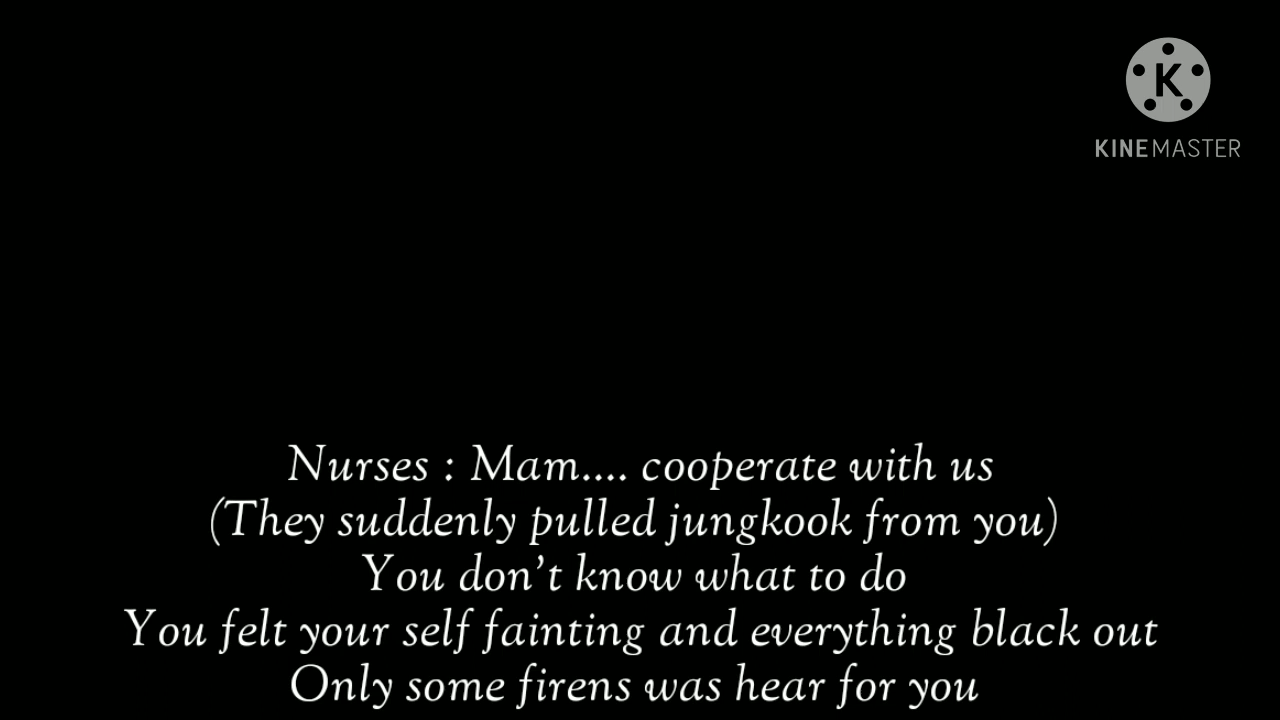 K
KINEMASTER
Nurses : Mam.... cooperate with us
(They suddenly pulled jungkook from you)
You don't know what to do
You felt your self fainting and everything black out
Only some firens was hear for you